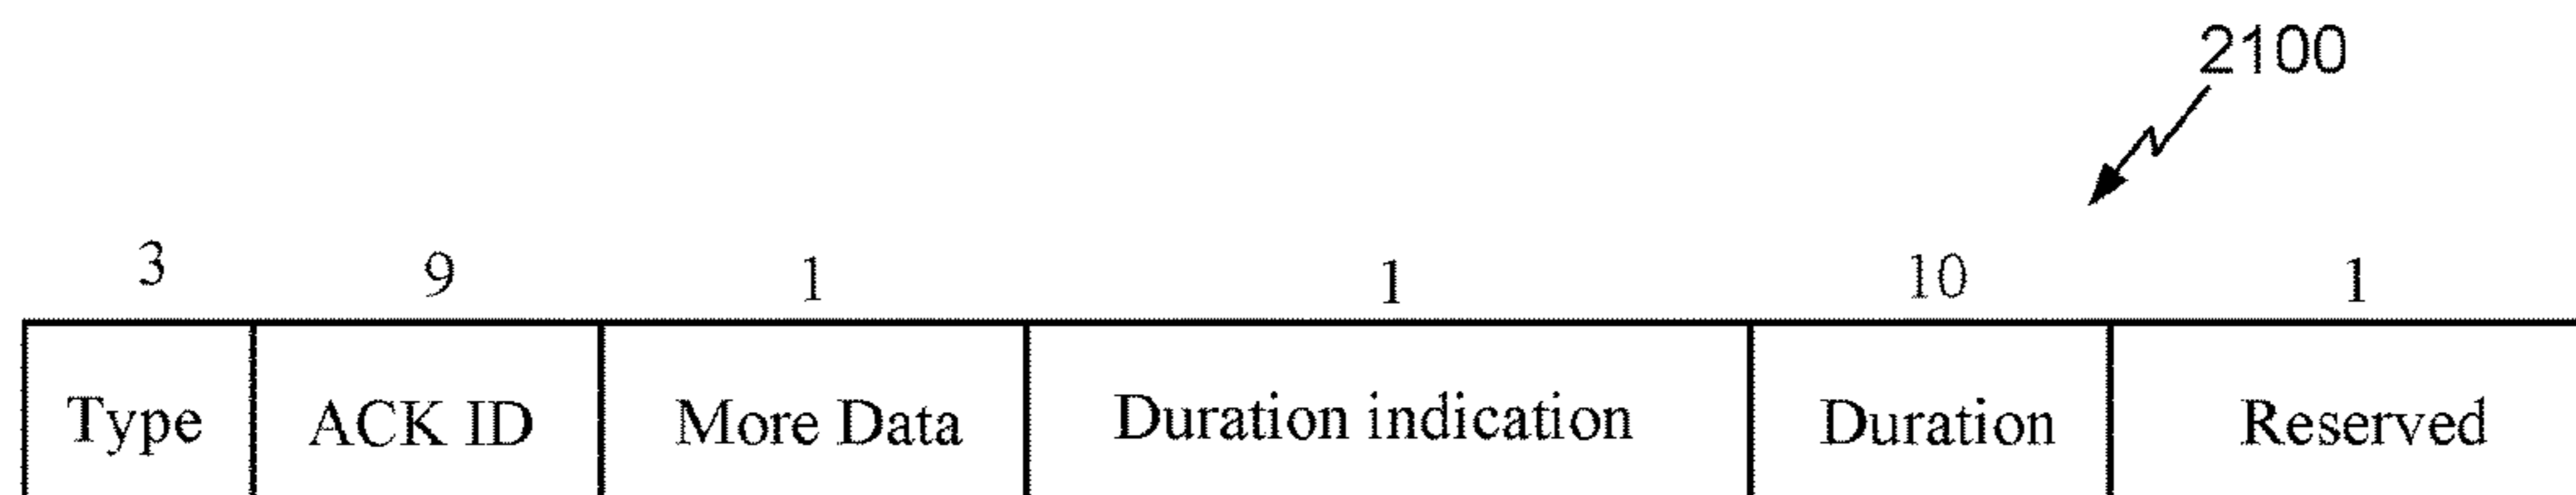 2100
3 9 1 1 10 1
Type ACK ID More Data Duration indication Duration Reserved